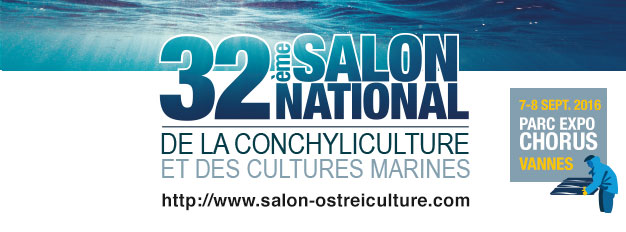 32ème SALON
NATIONAL
DE LA CONCHYLICULTURE
ET DES CULTURES MARINES
http://www.salon-ostreiculture.com
7-8 SEPT. 2016
PARC EXPO
CHORUS
VANNES